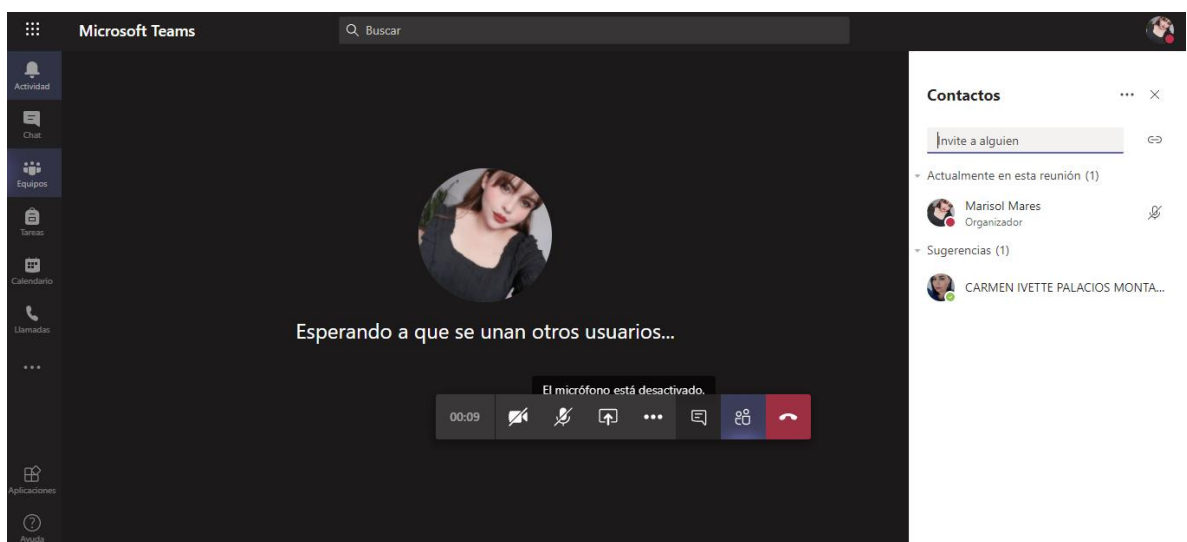 Microsoft Teams
Buscar
Actividad
Chat
Equipos
Tareas
Calendario
Llamadas
Aplicaciones
Ayuda
Esperando a que se unan otros usuarios...
El micrófono está desactivado.
00:09
Contactos
Invite a alguien
Actualmente en esta reunión (1)
Marisol Mares
Organizador
Sugerencias (1)
CARMEN IVETTE PALACIOS MONTA...